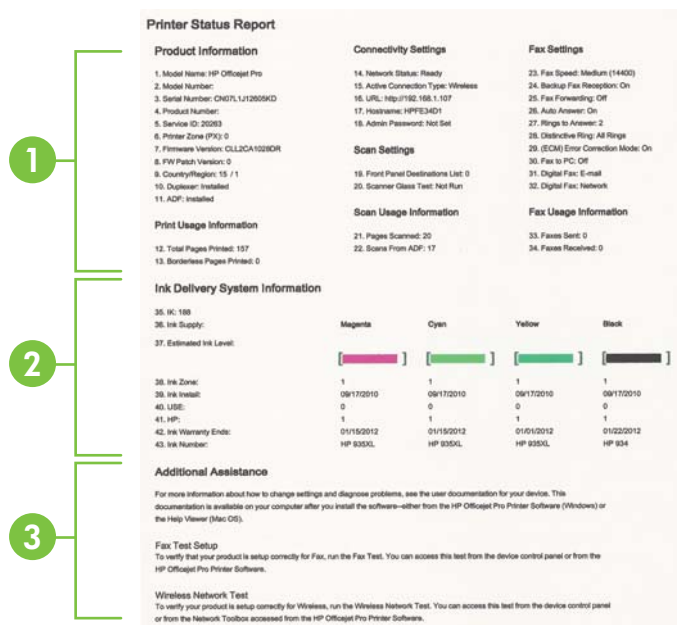 Printer Status Report
1
Product Information
1. Model Name: HP Officejet Pro
2. Model Number:
3. Serial Number: CN07L1J12605KD
4. Product Number:
5. Service ID: 20263
6. Printer Zone (PX): 0
7. Firmware Version: CLL2CA1028DR
8. FW Patch Version: 0
9. Country/Region: 15 / 1
10. Duplexer: Installed
11. ADF: Installed
Print Usage Information
12. Total Pages Printed: 157
13. Borderless Pages Printed: 0
Connectivity Settings
14. Network Status: Ready
15. Active Connection Type: Wireless
16. URL: http://192.168.1.107
17. Hostname: HPFE34D1
18. Admin Password: Not Set
Scan Settings
19. Front Panel Destinations List: 0
20. Scanner Glass Test: Not Run
Scan Usage Information
21. Pages Scanned: 20
22. Scans From ADF: 17
Fax Settings
23. Fax Speed: Medium (14400)
24. Backup Fax Reception: On
25. Fax Forwarding: Off
26. Auto Answer: On
27. Rings to Answer: 2
28. Distinctive Ring: All Rings
29. (ECM) Error Correction Mode: On
30. Fax to PC: Off
31. Digital Fax: E-mail
32. Digital Fax: Network
Fax Usage Information
33. Faxes Sent: 0
34. Faxes Received: 0
2
Ink Delivery System Information
35. IK: 188
36. Ink Supply: Magenta Cyan Yellow Black
37. Estimated Ink Level:
38. Ink Zone: 1 1 1 1
39. Ink Install: 09/17/2010 09/17/2010 09/17/2010 09/17/2010
40. USE: 0 0 0 0
41. HP: 1 1 1 1
42. Ink Warranty Ends: 01/15/2012 01/15/2012 01/01/2012 01/22/2012
43. Ink Number: HP 935XL HP 935XL HP 935XL HP 934
3
Additional Assistance
For more information about how to change settings and diagnose problems, see the user documentation for your device. This
documentation is available on your computer after you install the software--either from the HP Officejet Pro Printer Software (Windows) or
the Help Viewer (Mac OS).
Fax Test Setup
To verify that your product is setup correctly for Fax, run the Fax Test. You can access this test from the device control panel or from the
HP Officejet Pro Printer Software.
Wireless Network Test
To verify your product is setup correctly for Wireless, run the Wireless Network Test. You can access this test from the device control panel
or from the Network Toolbox accessed from the HP Officejet Pro Printer Software.